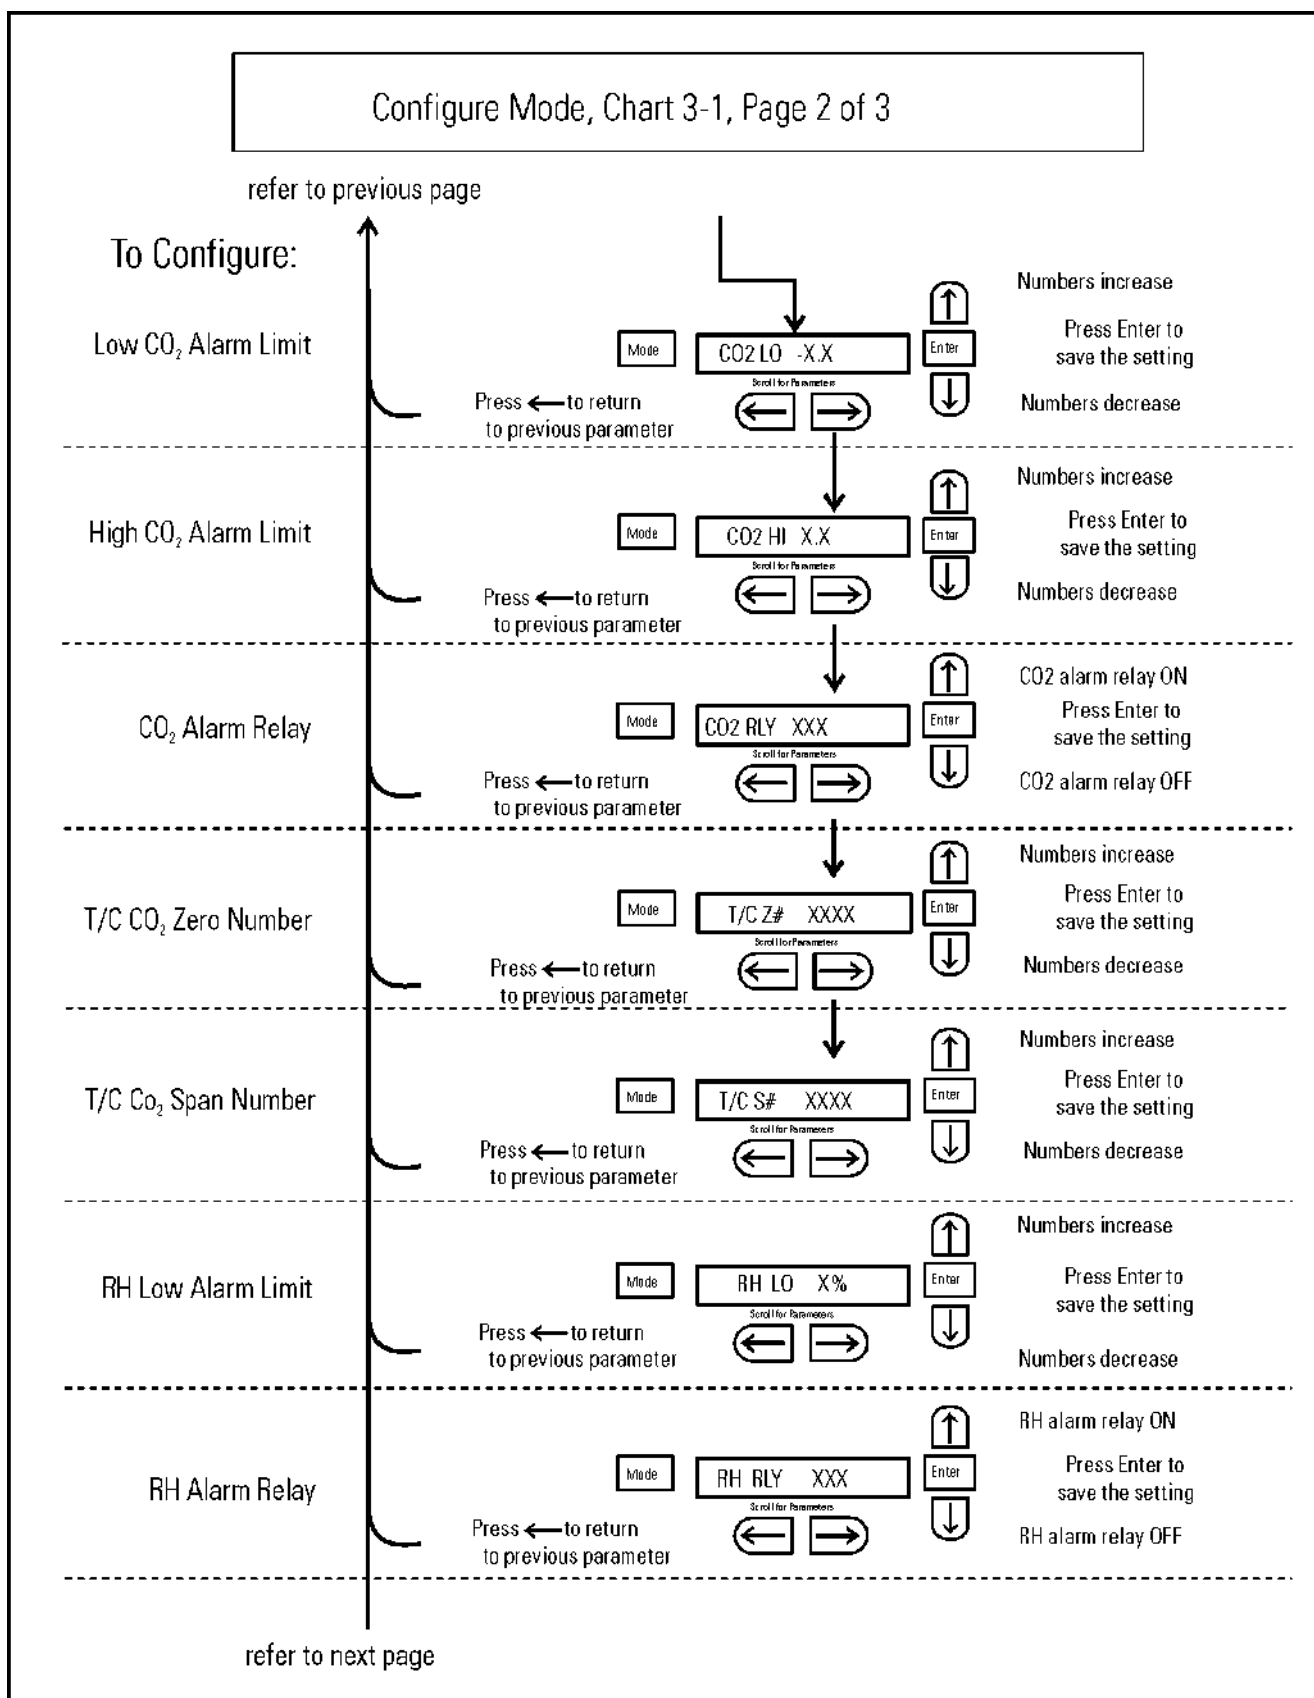 Configure Mode, Chart 3-1, Page 2 of 3
refer to previous page
To Configure:
Low CO₂ Alarm Limit
Mode
CO2 LO -X.X
Scroll for Parameters
Press ← to return
to previous parameter
↑
Enter
↓
← →
Numbers increase
Press Enter to
save the setting
Numbers decrease
High CO₂ Alarm Limit
Mode
CO2 HI X.X
Scroll for Parameters
Press ← to return
to previous parameter
↑
Enter
↓
← →
Numbers increase
Press Enter to
save the setting
Numbers decrease
CO₂ Alarm Relay
Mode
CO2 RLY XXX
Scroll for Parameters
Press ← to return
to previous parameter
↑
Enter
↓
← →
CO2 alarm relay ON
Press Enter to
save the setting
CO2 alarm relay OFF
T/C CO₂ Zero Number
Mode
T/C Z# XXXX
Scroll for Parameters
Press ← to return
to previous parameter
↑
Enter
↓
← →
Numbers increase
Press Enter to
save the setting
Numbers decrease
T/C Co₂ Span Number
Mode
T/C S# XXXX
Scroll for Parameters
Press ← to return
to previous parameter
↑
Enter
↓
← →
Numbers increase
Press Enter to
save the setting
Numbers decrease
RH Low Alarm Limit
Mode
RH LO X%
Scroll for Parameters
Press ← to return
to previous parameter
↑
Enter
↓
← →
Numbers increase
Press Enter to
save the setting
Numbers decrease
RH Alarm Relay
Mode
RH RLY XXX
Scroll for Parameters
Press ← to return
to previous parameter
↑
Enter
↓
← →
RH alarm relay ON
Press Enter to
save the setting
RH alarm relay OFF
refer to next page